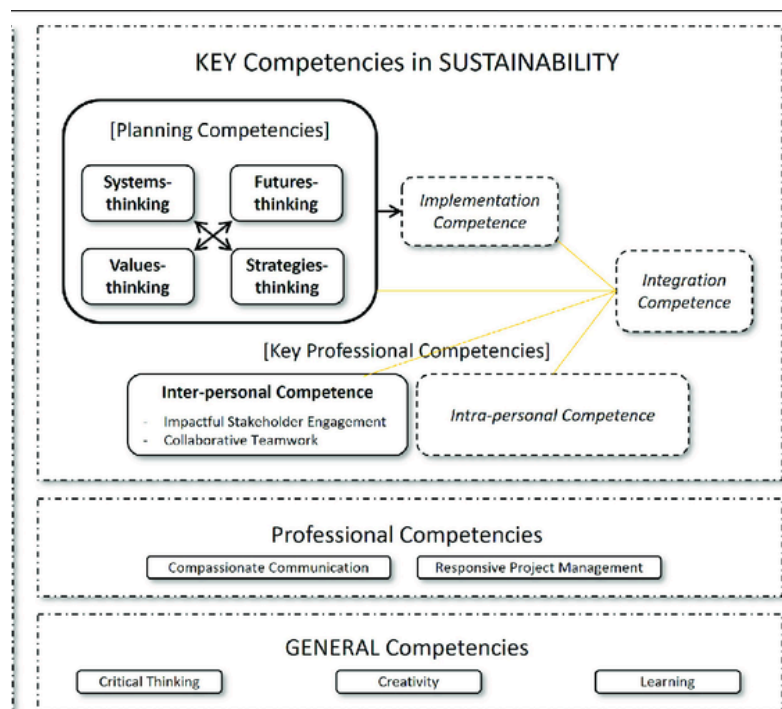 KEY Competencies in SUSTAINABILITY
[Planning Competencies]
Systems-
thinking
Futures-
thinking
Values-
thinking
Strategies-
thinking
Implementation
Competence
Integration
Competence
[Key Professional Competencies]
Inter-personal Competence
- Impactful Stakeholder Engagement
- Collaborative Teamwork
Intra-personal Competence
Professional Competencies
Compassionate Communication
Responsive Project Management
GENERAL Competencies
Critical Thinking
Creativity
Learning